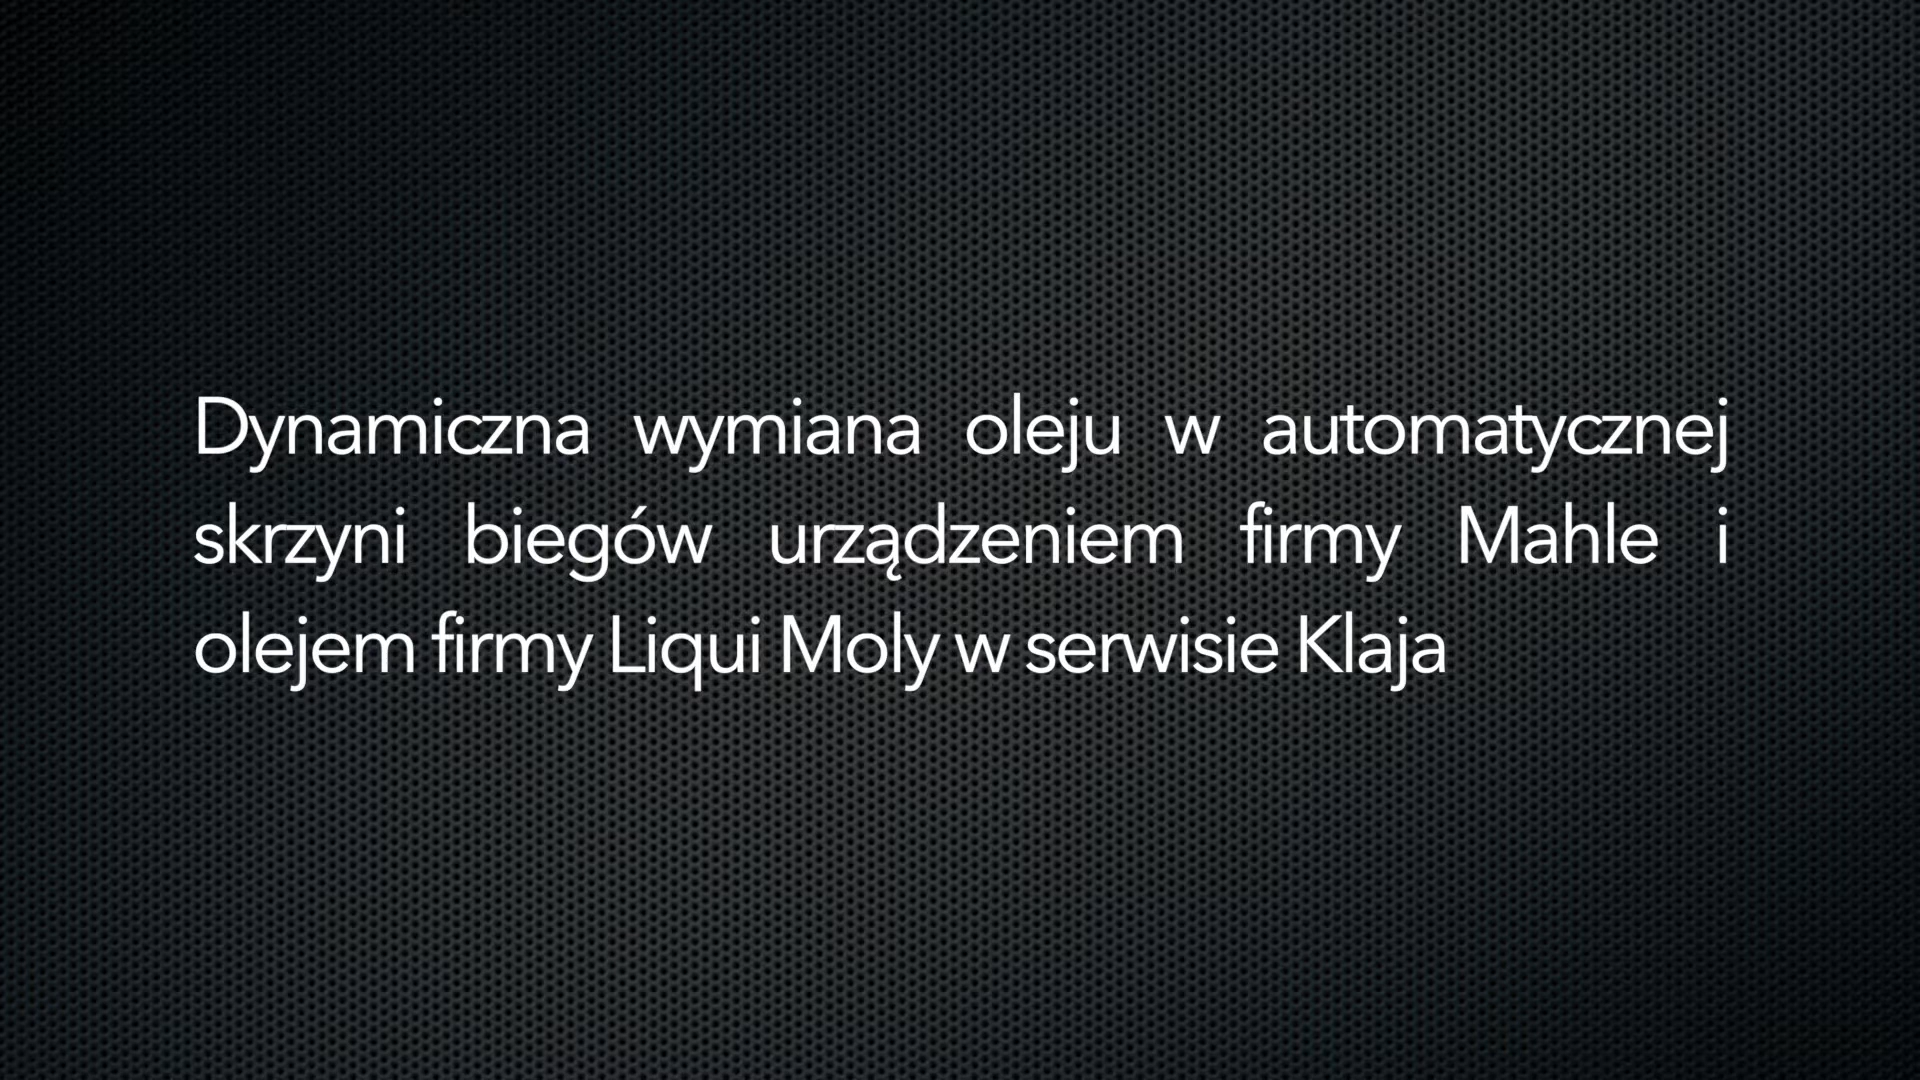 Dynamiczna wymiana oleju w automatycznej
skrzyni biegów urządzeniem firmy Mahle i
olejem firmy Liqui Moly w serwisie Klaja